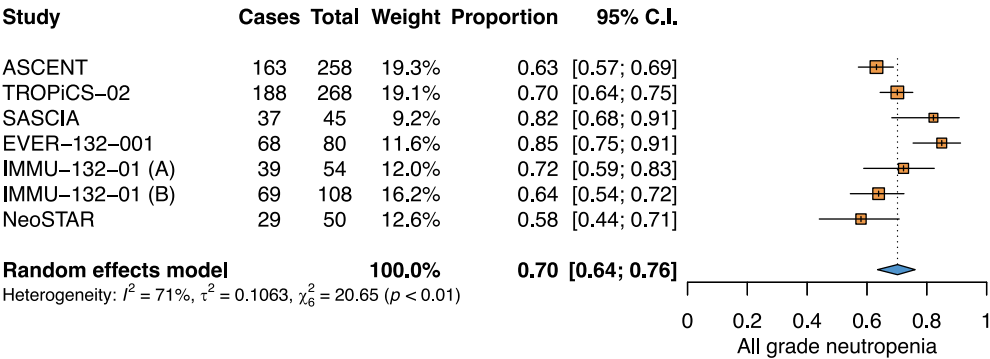 Study Cases Total Weight Proportion 95% C.I.
ASCENT 163 258 19.3% 0.63 [0.57; 0.69]
TROPiCS−02 188 268 19.1% 0.70 [0.64; 0.75]
SASCIA 37 45 9.2% 0.82 [0.68; 0.91]
EVER−132−001 68 80 11.6% 0.85 [0.75; 0.91]
IMMU−132−01 (A) 39 54 12.0% 0.72 [0.59; 0.83]
IMMU−132−01 (B) 69 108 16.2% 0.64 [0.54; 0.72]
NeoSTAR 29 50 12.6% 0.58 [0.44; 0.71]
Random effects model 100.0% 0.70 [0.64; 0.76]
Heterogeneity: I² = 71%, τ² = 0.1063, χ²₆ = 20.65 (p < 0.01)
0 0.2 0.4 0.6 0.8 1
All grade neutropenia